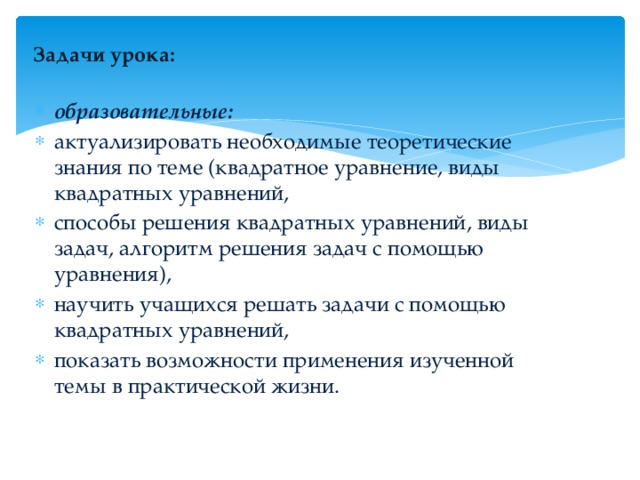 Задачи урока:
* образовательные:
* актуализировать необходимые теоретические
знания по теме (квадратное уравнение, виды
квадратных уравнений,
* способы решения квадратных уравнений, виды
задач, алгоритм решения задач с помощью
уравнения),
* научить учащихся решать задачи с помощью
квадратных уравнений,
* показать возможности применения изученной
темы в практической жизни.